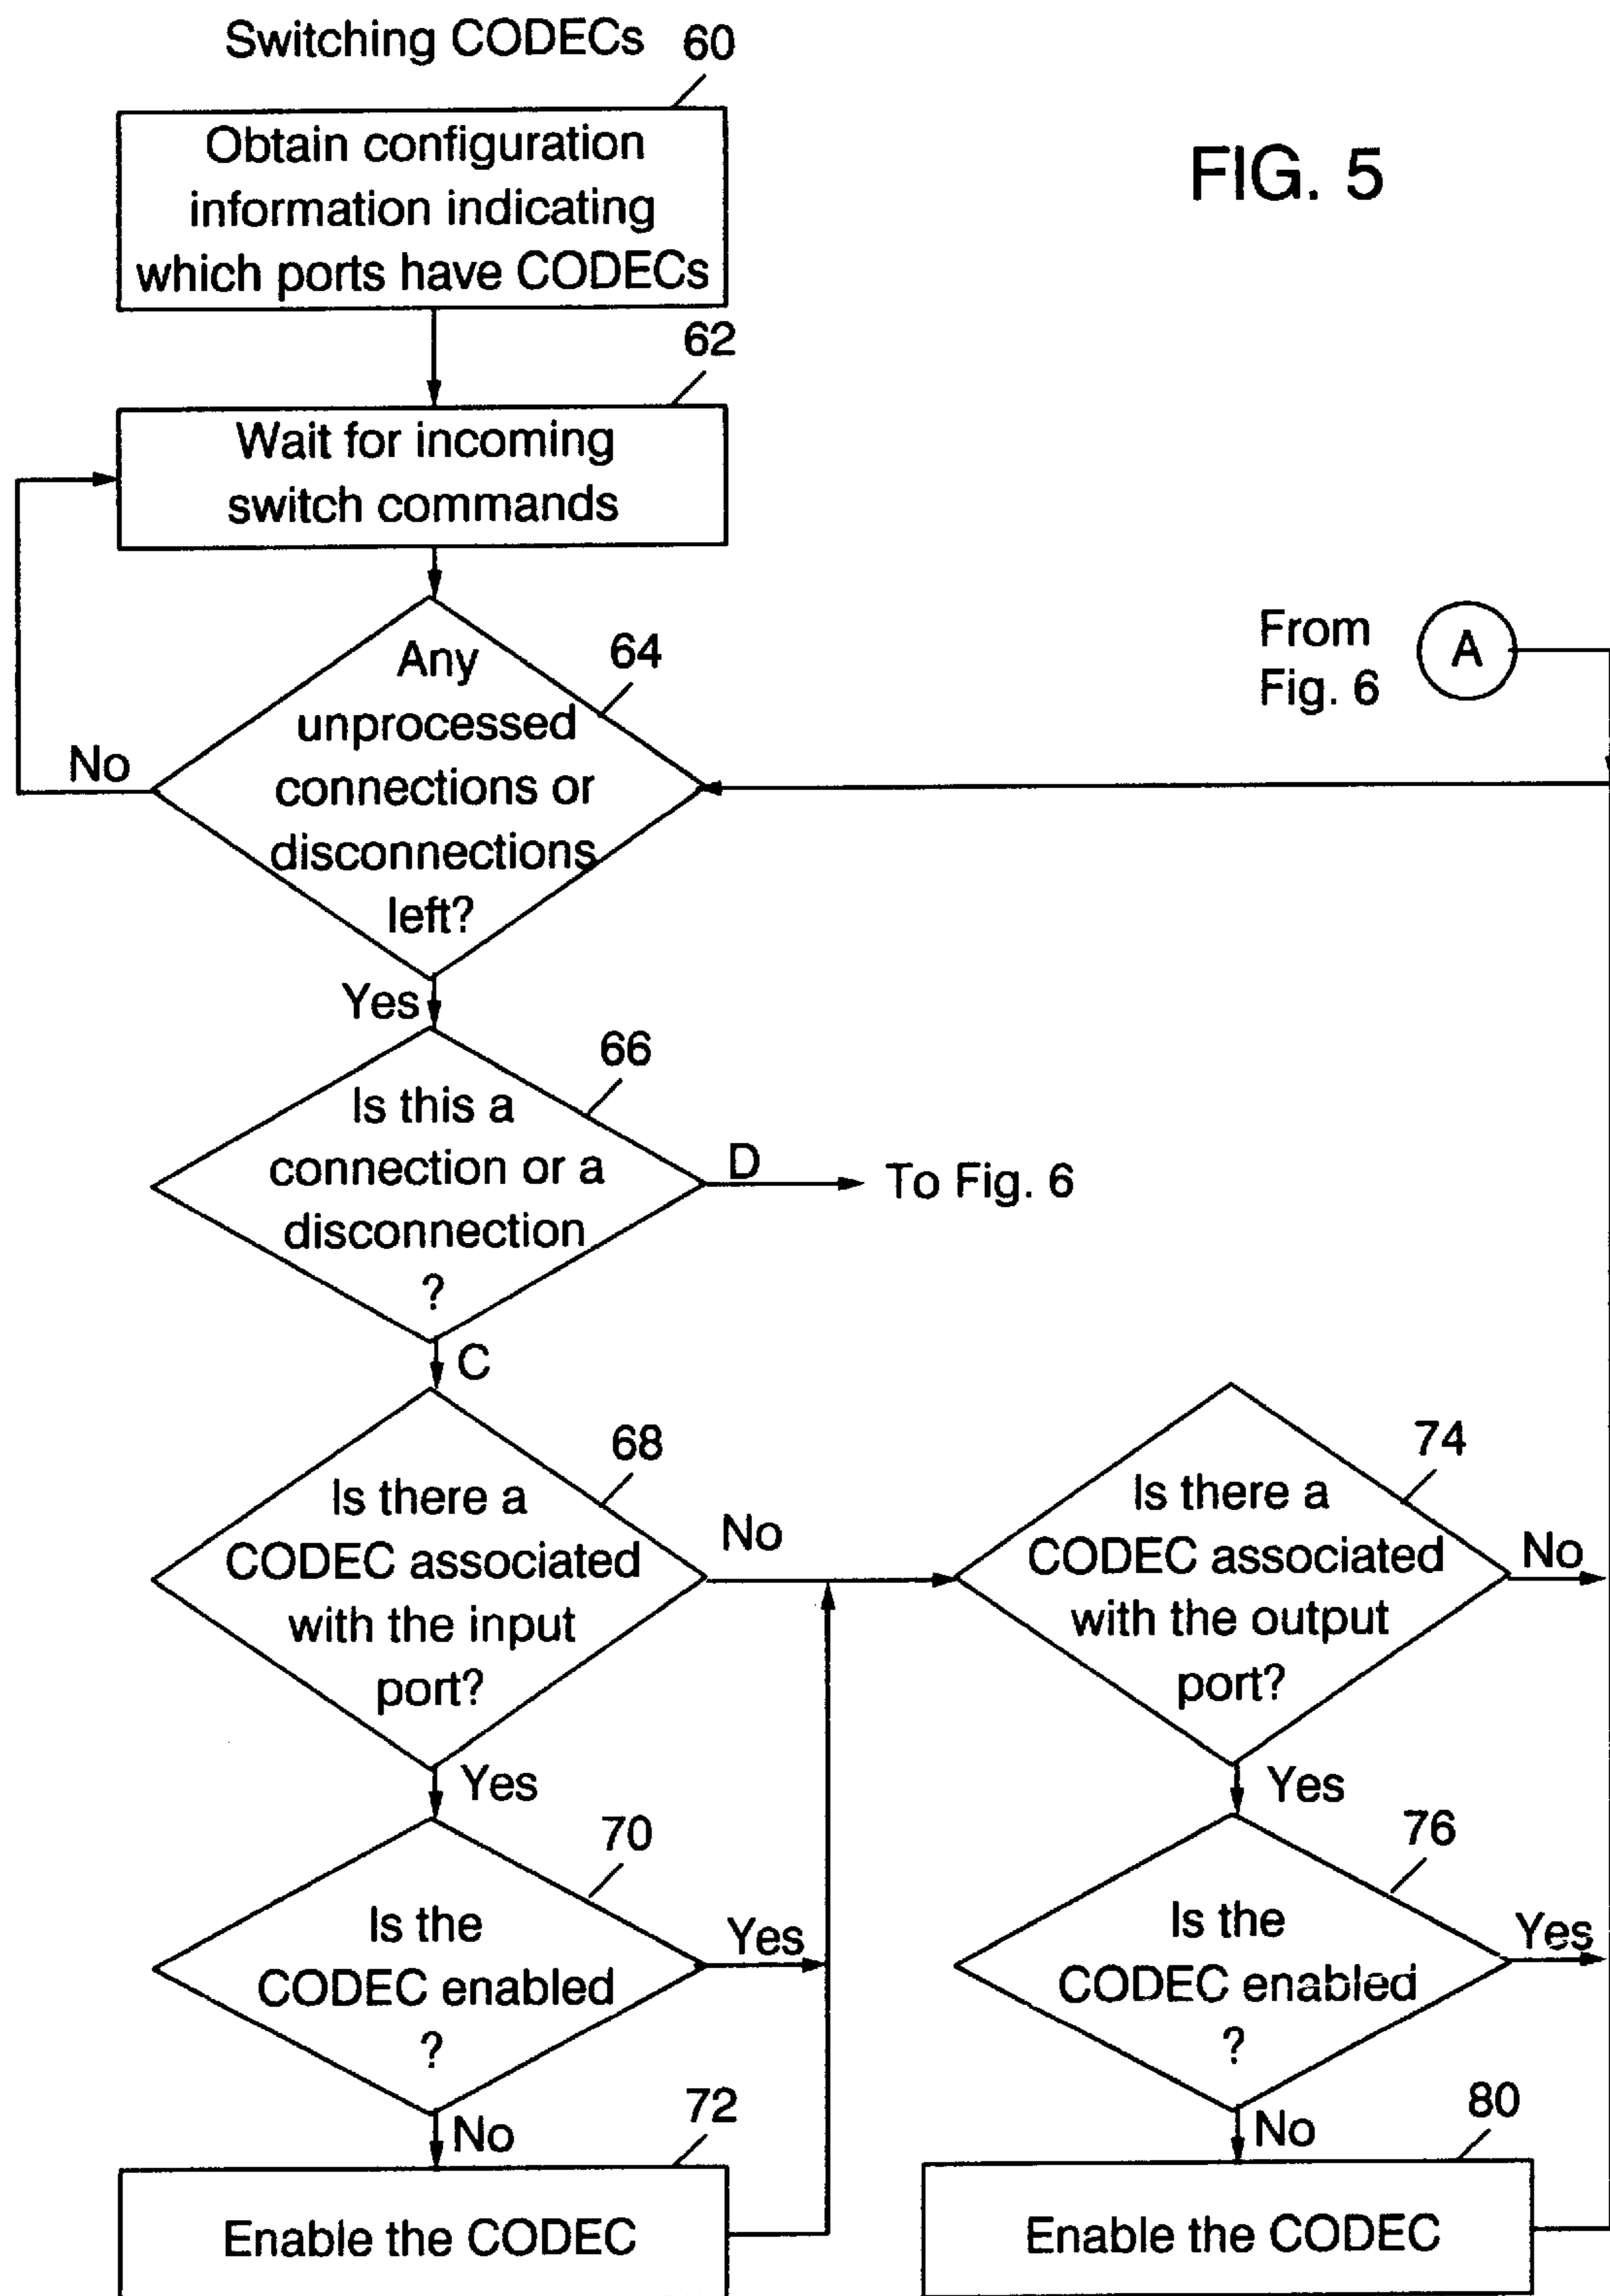 Switching CODECs 60
FIG. 5
Obtain configuration
information indicating
which ports have CODECs
62
Wait for incoming
switch commands
64
Any
unprocessed
connections or
disconnections
left?
No
From
Fig. 6
A
Yes
66
Is this a
connection or a
disconnection
?
D
To Fig. 6
C
68
Is there a
CODEC associated
with the input
port?
No
74
Is there a
CODEC associated
with the output
port?
No
Yes
Yes
70
Is the
CODEC enabled
?
Yes
76
Is the
CODEC enabled
?
Yes
No
72
Enable the CODEC
No
80
Enable the CODEC